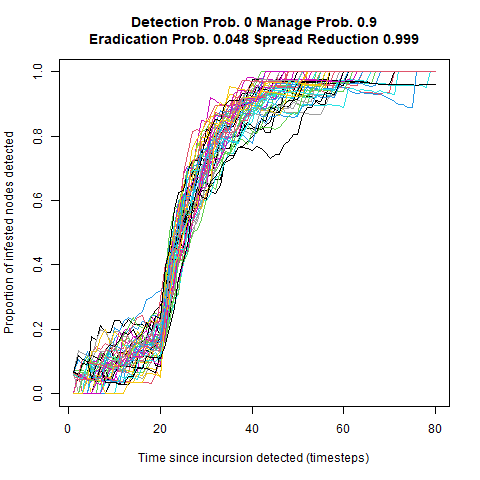 Detection Prob. 0 Manage Prob. 0.9
Eradication Prob. 0.048 Spread Reduction 0.999
Proportion of infested nodes detected
1.0
0.8
0.6
0.4
0.2
0.0
0 20 40 60 80
Time since incursion detected (timesteps)